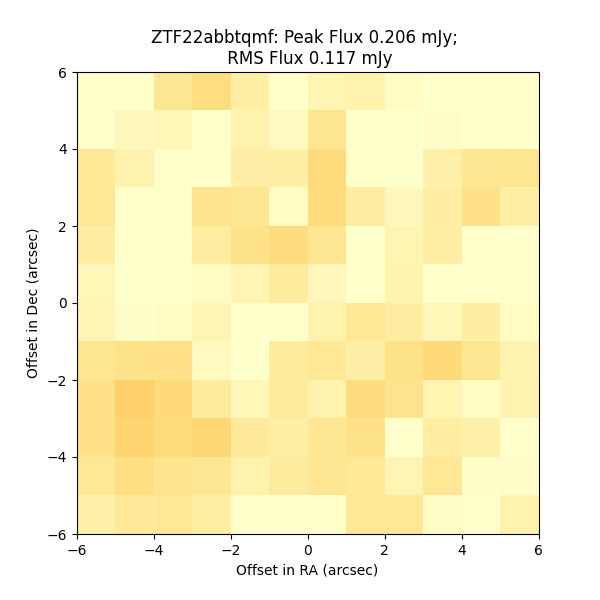 ZTF22abbtqmf: Peak Flux 0.206 mJy;
RMS Flux 0.117 mJy
6
4
2
0
−2
−4
−6
Offset in Dec (arcsec)
−6 −4 −2 0 2 4 6
Offset in RA (arcsec)